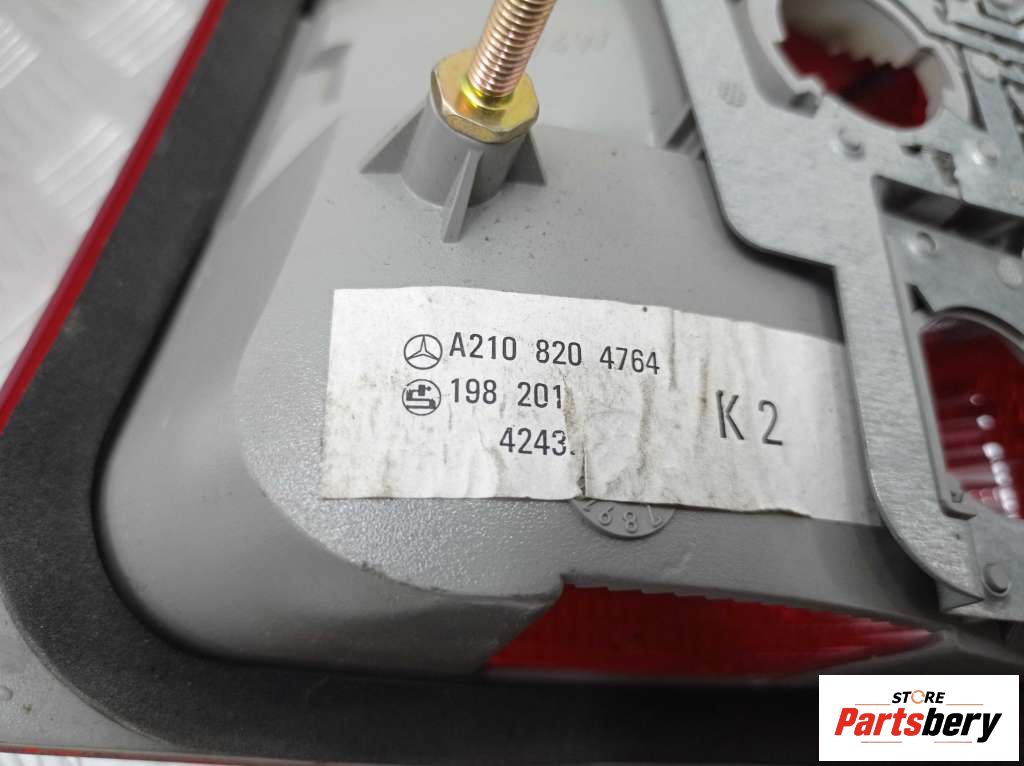 A210 820 4764
198 201
4243
K 2
STORE
Partsbery